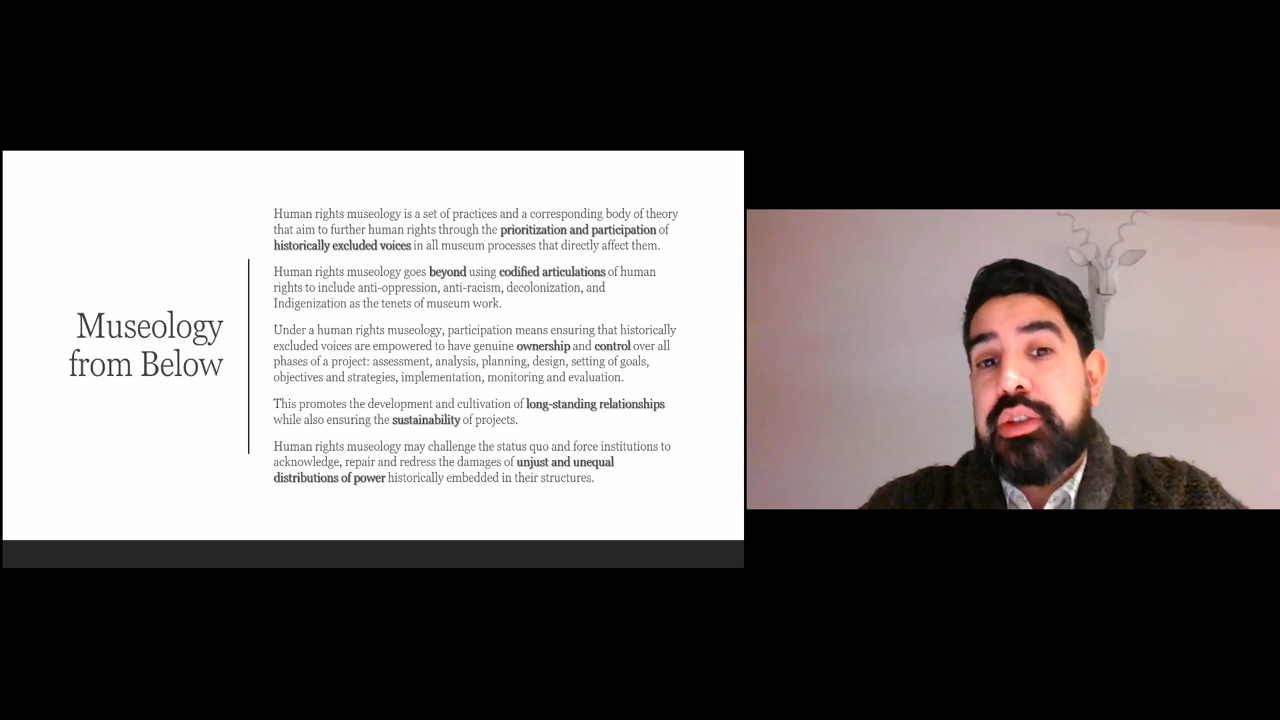 Museology
from Below
Human rights museology is a set of practices and a corresponding body of theory
that aim to further human rights through the prioritization and participation of
historically excluded voices in all museum processes that directly affect them.
Human rights museology goes beyond using codified articulations of human
rights to include anti-oppression, anti-racism, decolonization, and
Indigenization as the tenets of museum work.
Under a human rights museology, participation means ensuring that historically
excluded voices are empowered to have genuine ownership and control over all
phases of a project: assessment, analysis, planning, design, setting of goals,
objectives and strategies, implementation, monitoring and evaluation.
This promotes the development and cultivation of long-standing relationships
while also ensuring the sustainability of projects.
Human rights museology may challenge the status quo and force institutions to
acknowledge, repair and redress the damages of unjust and unequal
distributions of power historically embedded in their structures.